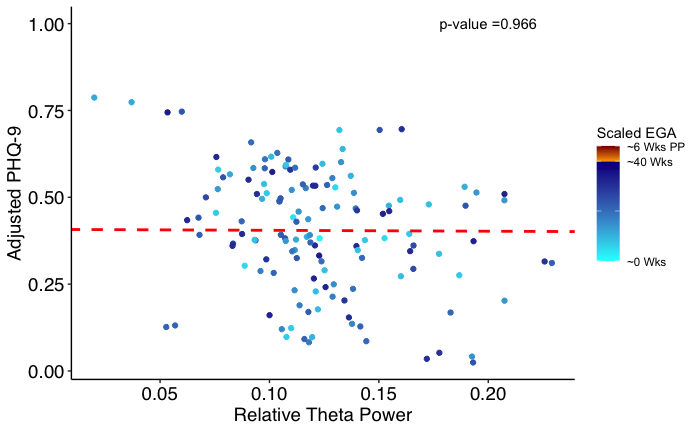 p-value =0.966
1.00
0.75
0.50
0.25
0.00
Adjusted PHQ-9
0.05
0.10
0.15
0.20
Relative Theta Power
Scaled EGA
~6 Wks PP
~40 Wks
~0 Wks